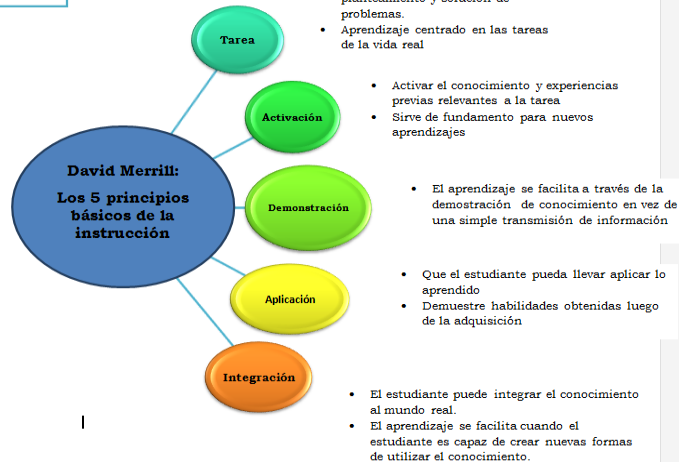 planteamiento y solución de
problemas.
Aprendizaje centrado en las tareas
de la vida real
Tarea
Activar el conocimiento y experiencias
previas relevantes a la tarea
Sirve de fundamento para nuevos
aprendizajes
Activación
David Merrill:
Los 5 principios
básicos de la
instrucción
El aprendizaje se facilita a través de la
demostración de conocimiento en vez de
una simple transmisión de información
Demonstración
Que el estudiante pueda llevar aplicar lo
aprendido
Demuestre habilidades obtenidas luego
de la adquisición
Aplicación
Integración
El estudiante puede integrar el conocimiento
al mundo real.
El aprendizaje se facilita cuando el
estudiante es capaz de crear nuevas formas
de utilizar el conocimiento.